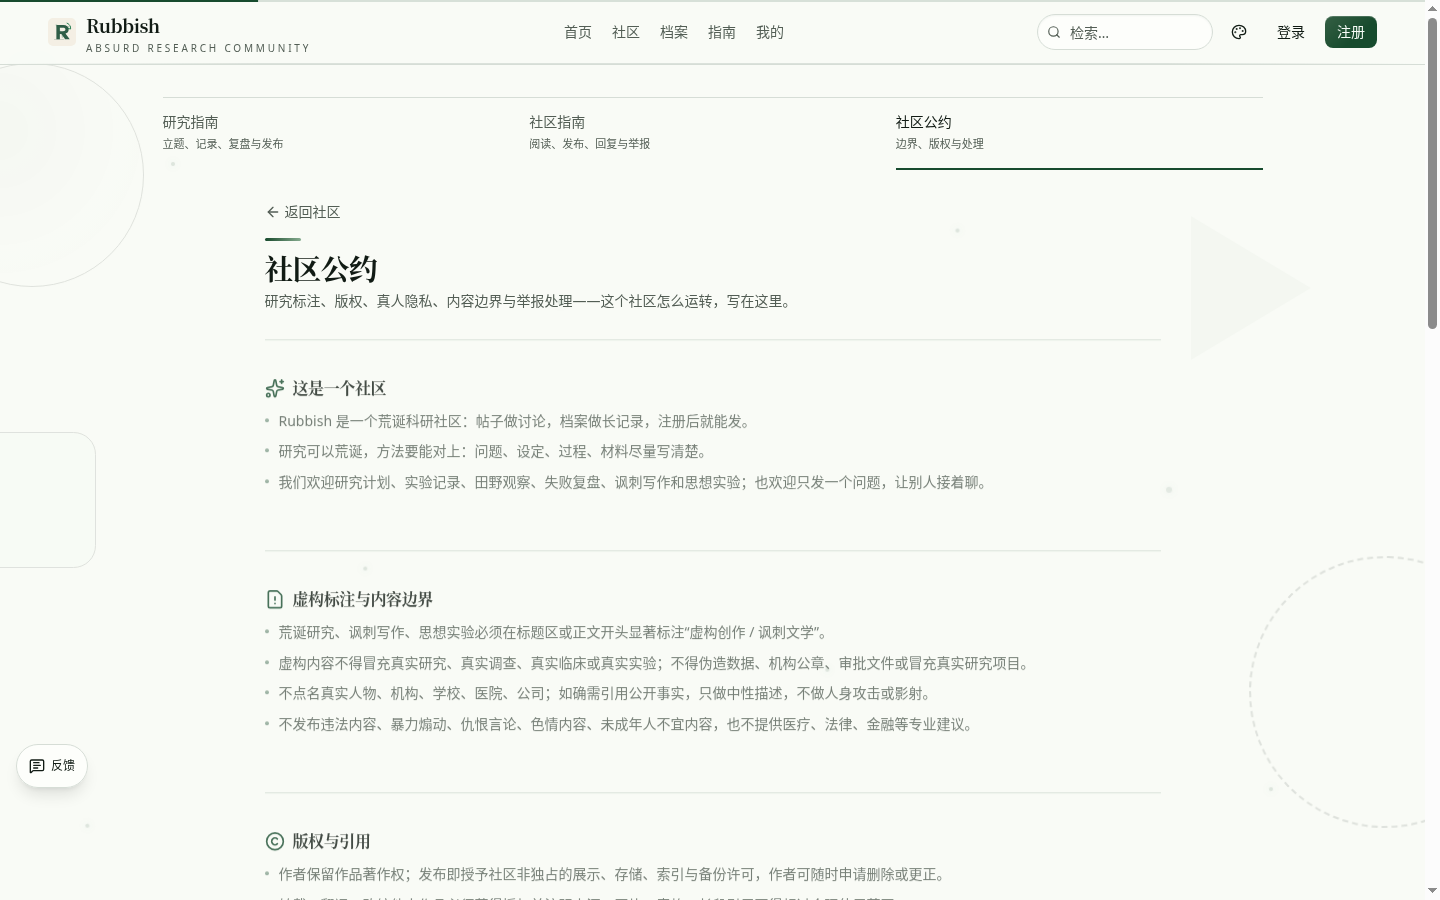 Rubbish
ABSURD RESEARCH COMMUNITY
首页 社区 档案 指南 我的
检索...
登录
注册
研究指南
立题、记录、复盘与发布
社区指南
阅读、发布、回复与举报
社区公约
边界、版权与处理
返回社区
社区公约
研究标注、版权、真人隐私、内容边界与举报处理——这个社区怎么运转，写在这里。
这是一个社区
Rubbish 是一个荒诞科研社区：帖子做讨论，档案做长记录，注册后就能发。
研究可以荒诞，方法要能对上：问题、设定、过程、材料尽量写清楚。
我们欢迎研究计划、实验记录、田野观察、失败复盘、讽刺写作和思想实验；也欢迎只发一个问题，让别人接着聊。
虚构标注与内容边界
荒诞研究、讽刺写作、思想实验必须在标题区或正文开头显著标注“虚构创作 / 讽刺文学”。
虚构内容不得冒充真实研究、真实调查、真实临床或真实实验；不得伪造数据、机构公章、审批文件或冒充真实研究项目。
不点名真实人物、机构、学校、医院、公司；如确需引用公开事实，只做中性描述，不做人身攻击或影射。
不发布违法内容、暴力煽动、仇恨言论、色情内容、未成年人不宜内容，也不提供医疗、法律、金融等专业建议。
反馈
版权与引用
作者保留作品著作权；发布即授予社区非独占的展示、存储、索引与备份许可，作者可随时申请删除或更正。